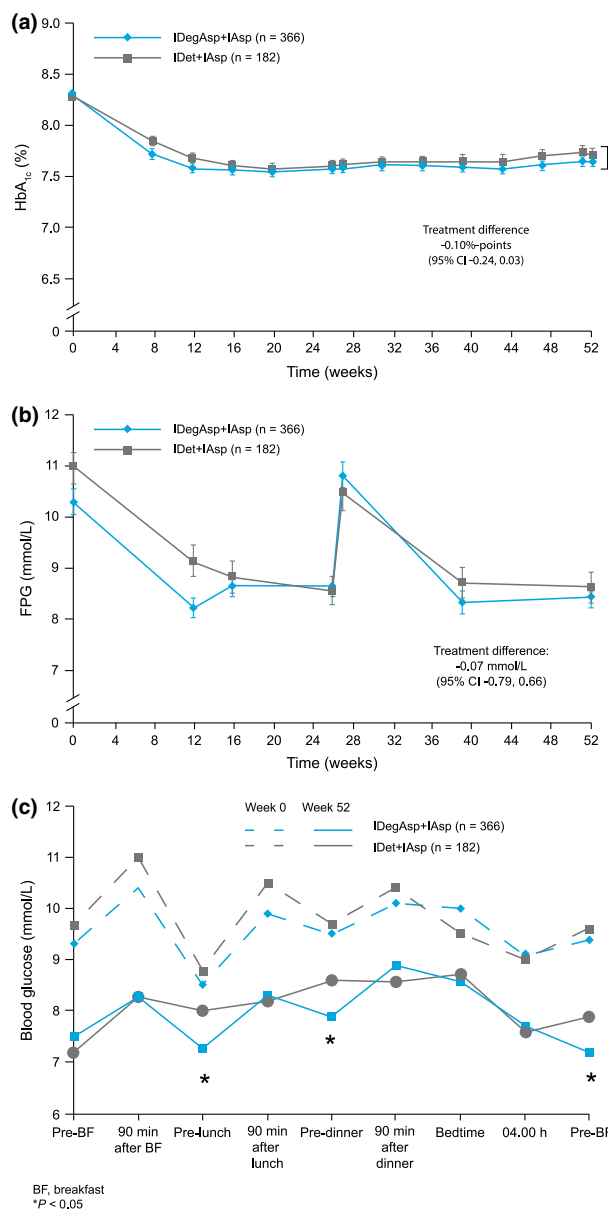 (a)
9.0
8.5
8.0
7.5
7.0
6.5
0
HbA1c (%)
IDegAsp+IAsp (n = 366)
IDet+IAsp (n = 182)
Treatment difference
-0.10%-points
(95% CI -0.24, 0.03)
0 4 8 12 16 20 24 28 32 36 40 44 48 52
Time (weeks)
(b)
12
11
10
9
8
7
0
FPG (mmol/L)
IDegAsp+IAsp (n = 366)
IDet+IAsp (n = 182)
Treatment difference:
-0.07 mmol/L
(95% CI -0.79, 0.66)
0 4 8 12 16 20 24 28 32 36 40 44 48 52
Time (weeks)
(c)
12
11
10
9
8
7
6
Blood glucose (mmol/L)
Week 0 Week 52
IDegAsp+IAsp (n = 366)
IDet+IAsp (n = 182)
*
*
*
Pre-BF
90 min
after BF
Pre-lunch
90 min
after
lunch
Pre-dinner
90 min
after
dinner
Bedtime
04.00 h
Pre-BF
BF, breakfast
*P < 0.05